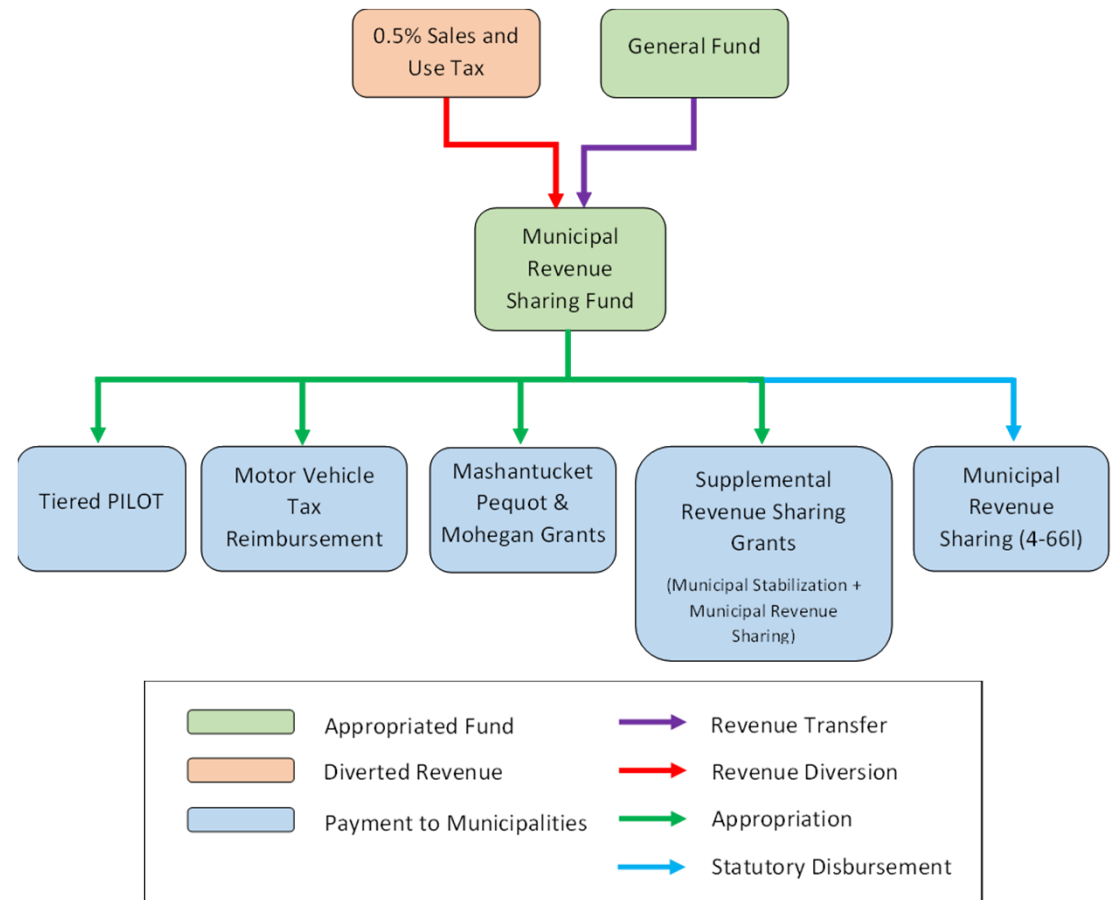 0.5% Sales and
Use Tax
General Fund
Municipal
Revenue
Sharing Fund
Tiered PILOT
Motor Vehicle
Tax
Reimbursement
Mashantucket
Pequot &
Mohegan Grants
Supplemental
Revenue Sharing
Grants
(Municipal Stabilization +
Municipal Revenue
Sharing)
Municipal
Revenue
Sharing (4-66l)
Appropriated Fund
Diverted Revenue
Payment to Municipalities
Revenue Transfer
Revenue Diversion
Appropriation
Statutory Disbursement